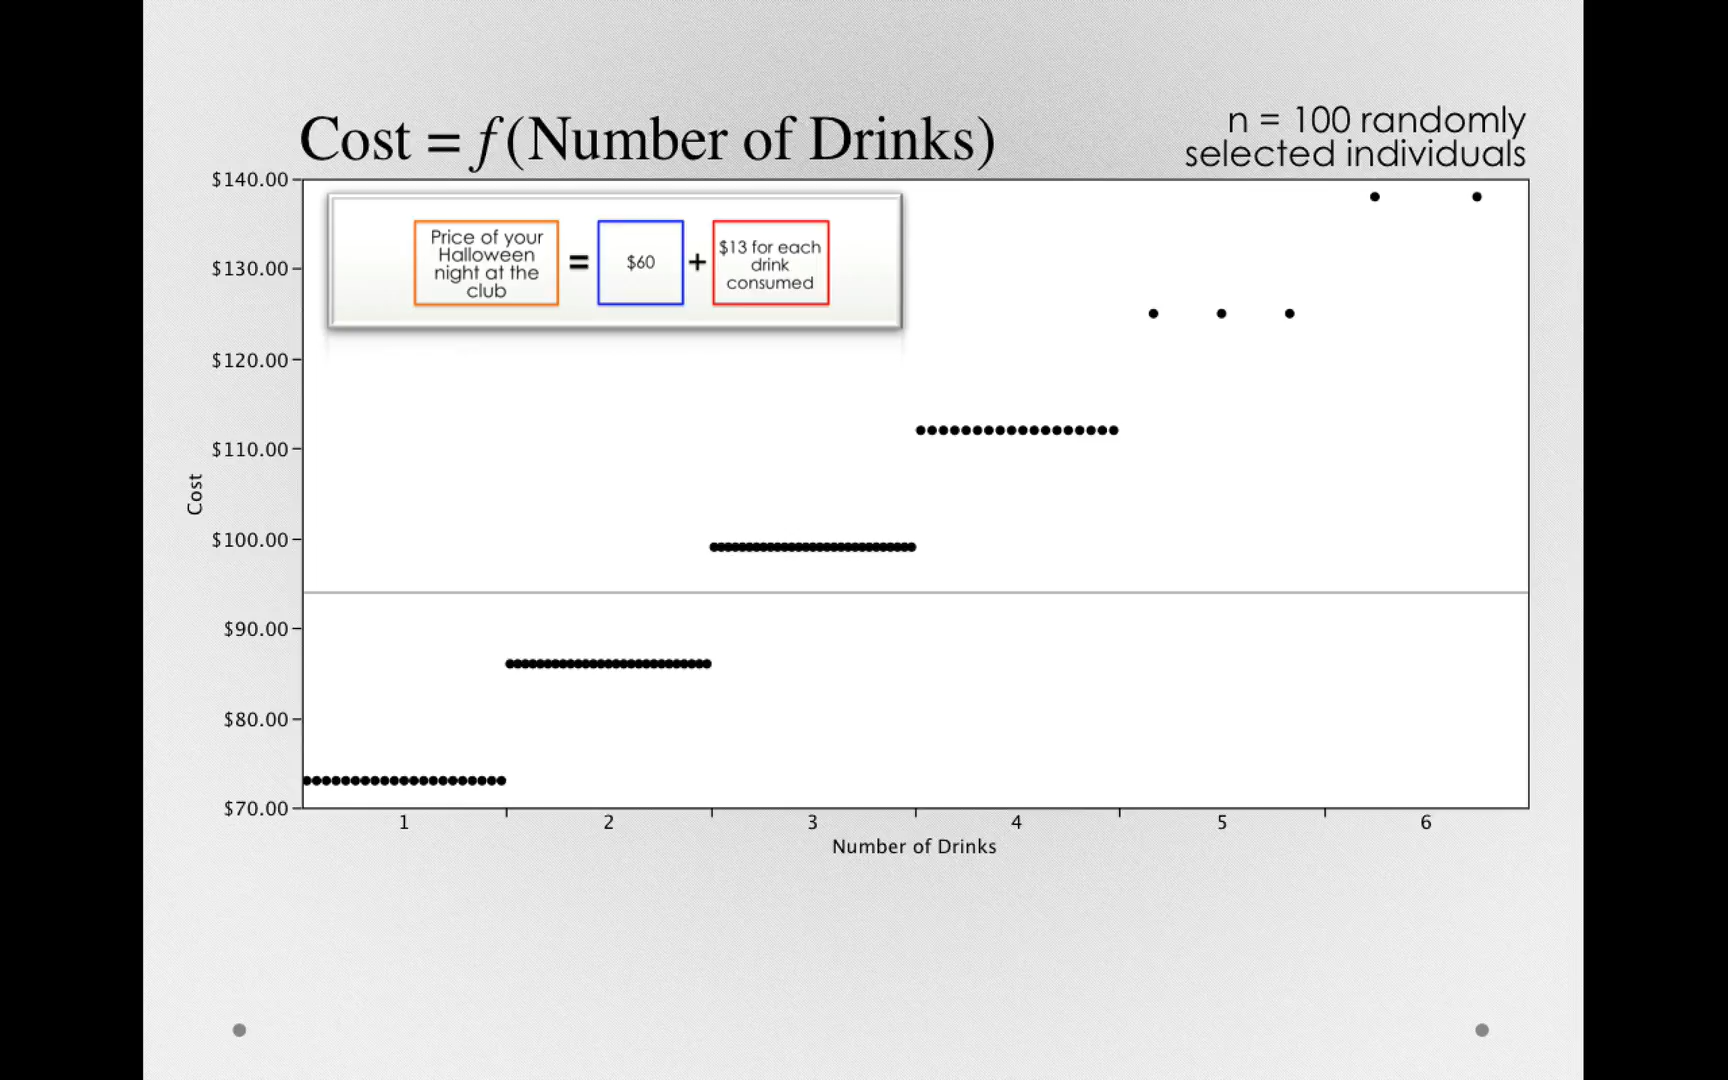 Cost = f(Number of Drinks)
n = 100 randomly
selected individuals
$140.00
$130.00
$120.00
$110.00
$100.00
$90.00
$80.00
$70.00
Cost
Price of your
Halloween
night at the
club
=
$60
+
$13 for each
drink
consumed
1 2 3 4 5 6
Number of Drinks